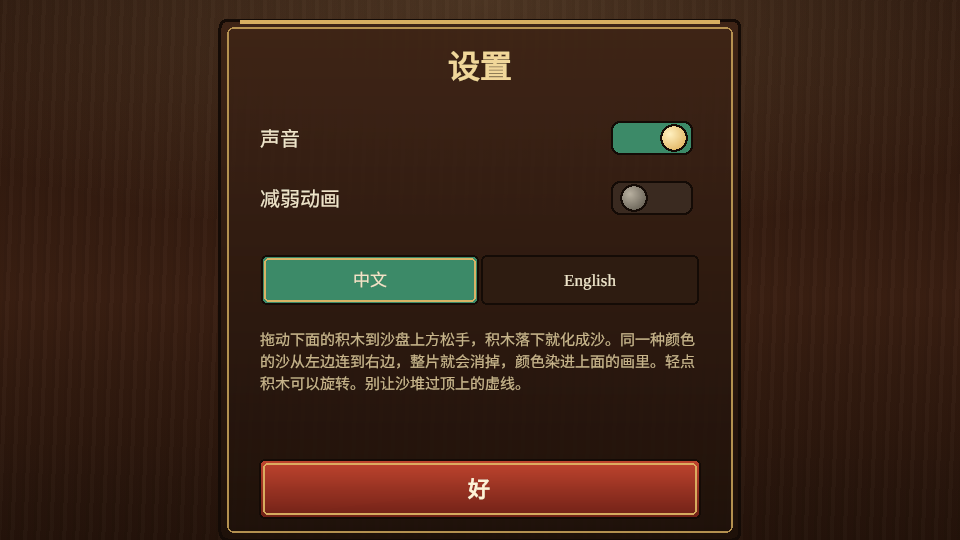 设置
声音
减弱动画
中文
English
拖动下面的积木到沙盘上方松手，积木落下就化成沙。同一种颜色
的沙从左边连到右边，整片就会消掉，颜色染进上面的画里。轻点
积木可以旋转。别让沙堆过顶上的虚线。
好